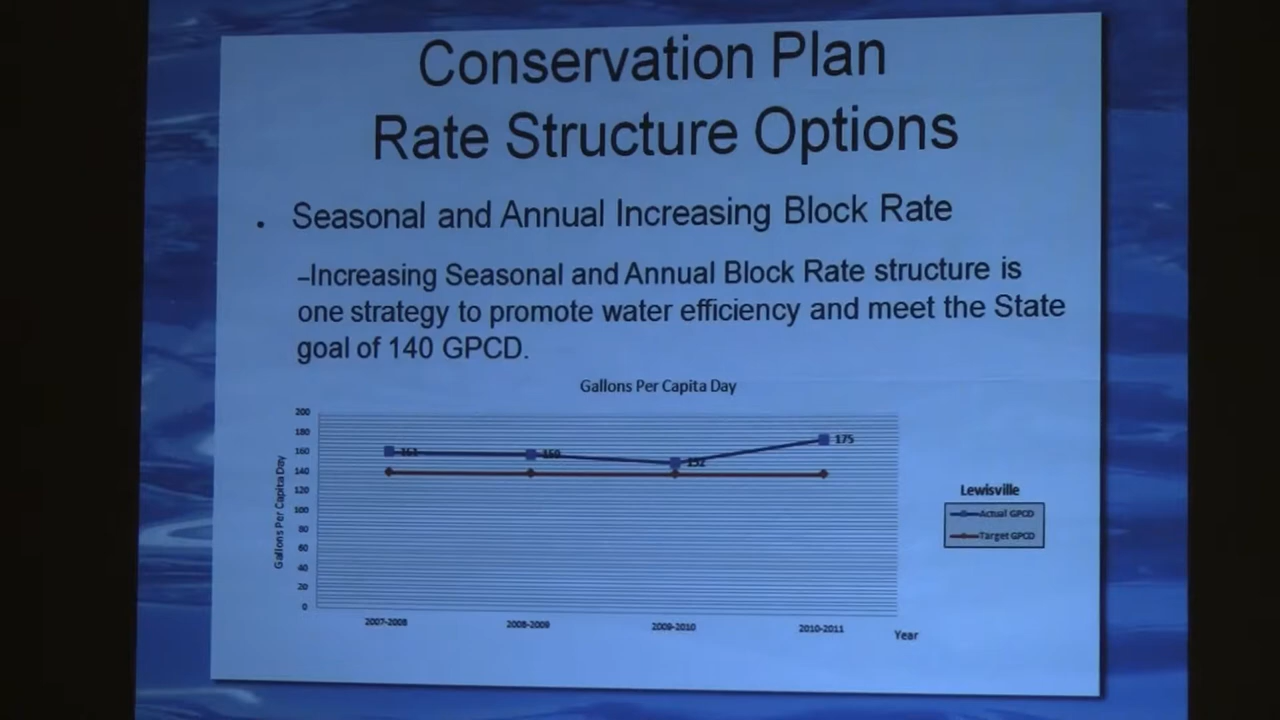 Conservation Plan
Rate Structure Options
. Seasonal and Annual Increasing Block Rate
–Increasing Seasonal and Annual Block Rate structure is
one strategy to promote water efficiency and meet the State
goal of 140 GPCD.
Gallons Per Capita Day
Gallons Per Capita Day
200
180
160
140
120
100
80
60
40
20
0
175
2007-2008
2008-2009
2009-2010
2010-2011
Year
Lewisville
Actual GPCD
Target GPCD